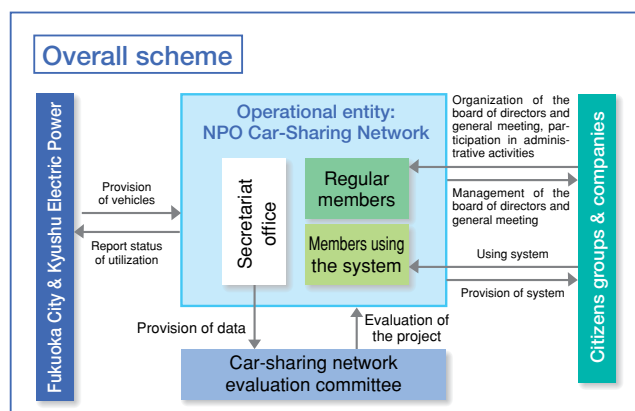 Overall scheme
Fukuoka City & Kyushu Electric Power
Provision
of vehicles
Report status
of utilization
Operational entity:
NPO Car-Sharing Network
Secretariat
office
Regular
members
Members using
the system
Organization of the
board of directors and
general meeting, par-
ticipation in adminis-
trative activities
Management of the
board of directors and
general meeting
Using system
Provision of system
Citizens groups & companies
Provision of data
Evaluation of
the project
Car-sharing network
evaluation committee